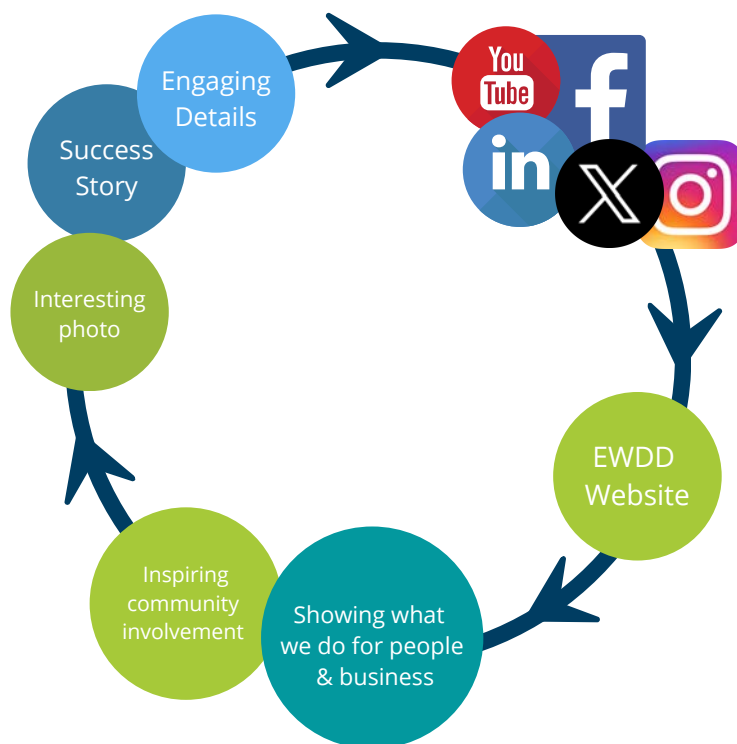 Engaging
Details
Success
Story
Interesting
photo
Inspiring
community
involvement
Showing what
we do for people
& business
EWDD
Website
You
Tube
f
in
X